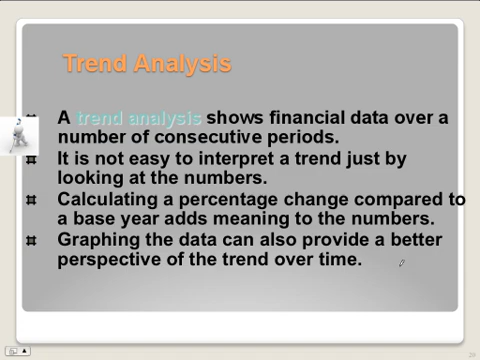 Trend Analysis
A trend analysis shows financial data over a
number of consecutive periods.
It is not easy to interpret a trend just by
looking at the numbers.
Calculating a percentage change compared to
a base year adds meaning to the numbers.
Graphing the data can also provide a better
perspective of the trend over time.